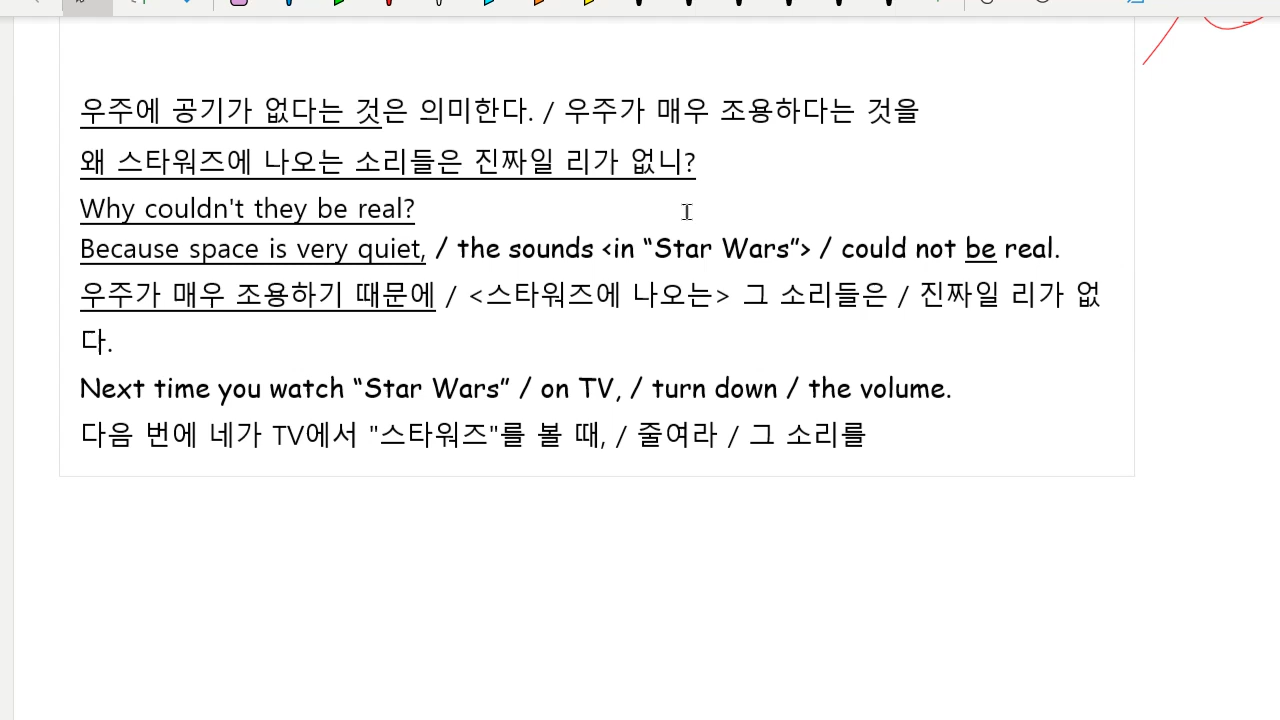 우주에 공기가 없다는 것은 의미한다. / 우주가 매우 조용하다는 것을
왜 스타워즈에 나오는 소리들은 진짜일 리가 없니?
Why couldn't they be real?
Because space is very quiet, / the sounds <in “Star Wars”> / could not be real.
우주가 매우 조용하기 때문에 / <스타워즈에 나오는> 그 소리들은 / 진짜일 리가 없
다.
Next time you watch “Star Wars” / on TV, / turn down / the volume.
다음 번에 네가 TV에서 "스타워즈"를 볼 때, / 줄여라 / 그 소리를